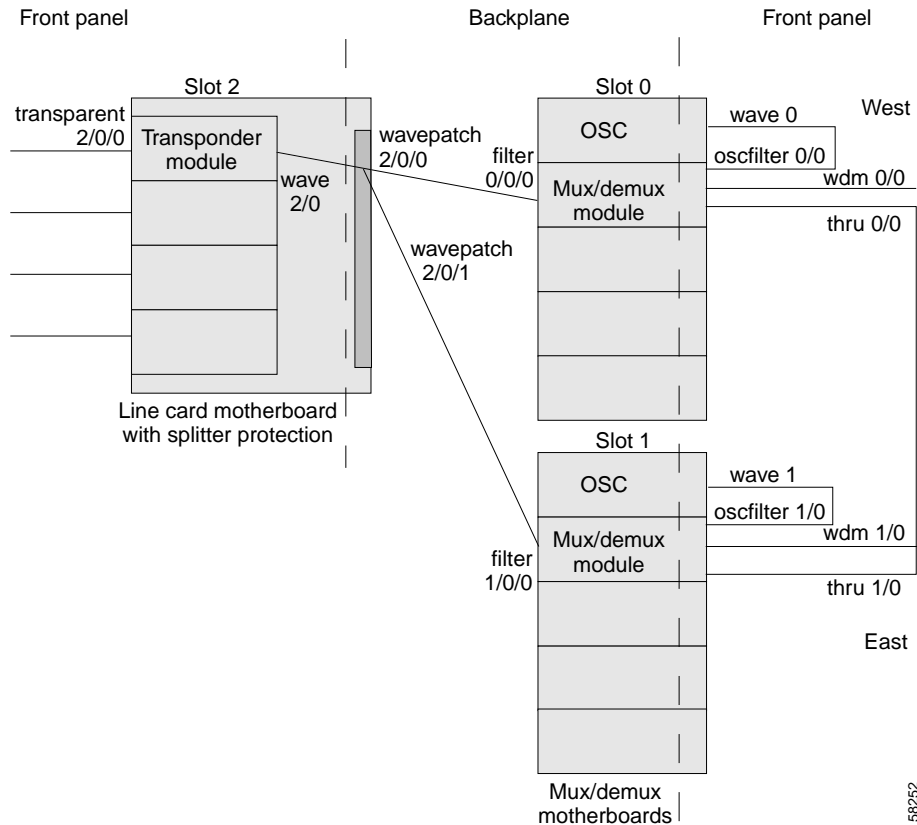 Front panel
Backplane
Front panel
Slot 2
Slot 0
transparent
2/0/0
Transponder
module
wave
2/0
wavepatch
2/0/0
filter
0/0/0
OSC
Mux/demux
module
wave 0
oscfilter 0/0
West
wdm 0/0
thru 0/0
wavepatch
2/0/1
Line card motherboard
with splitter protection
Slot 1
OSC
Mux/demux
module
filter
1/0/0
wave 1
oscfilter 1/0
wdm 1/0
thru 1/0
East
Mux/demux
motherboards
58252